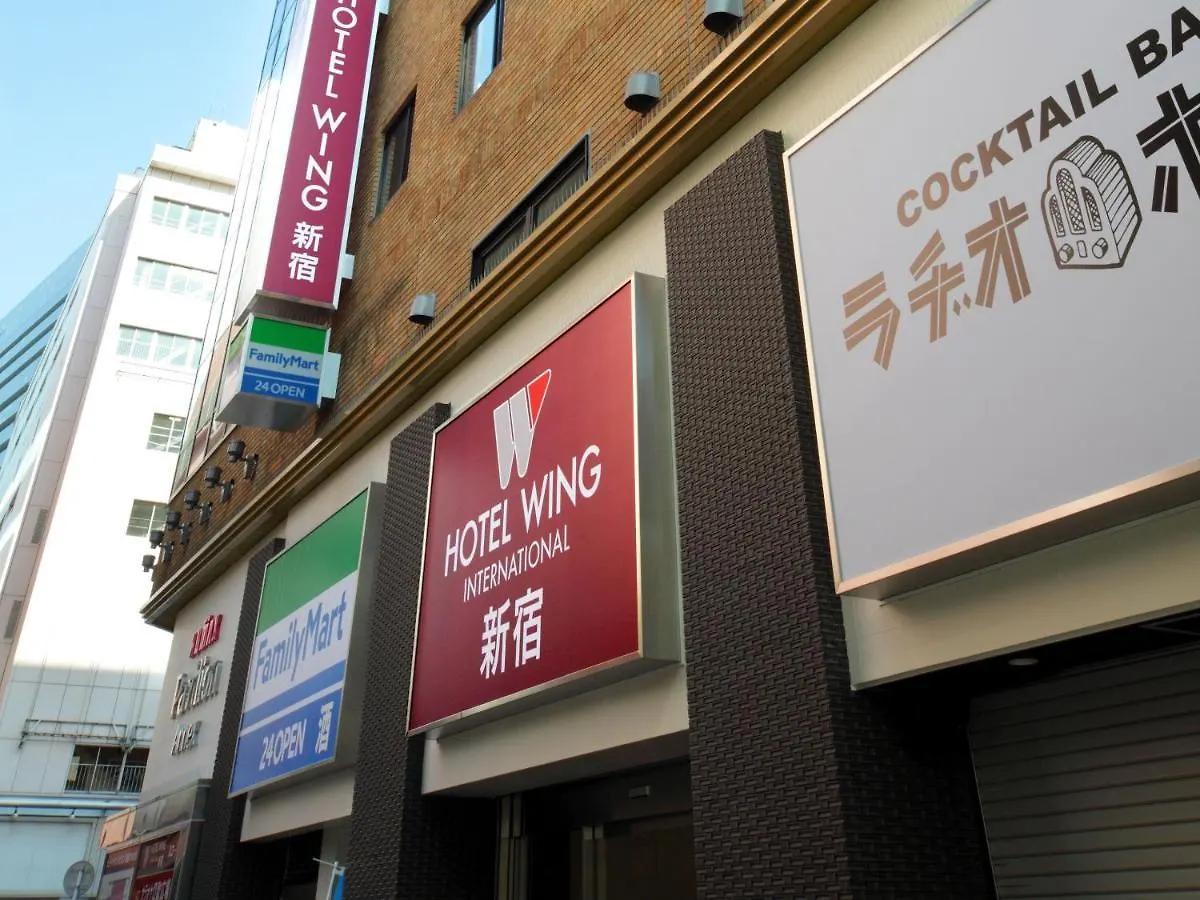 HOTEL WING 新宿
FamilyMart
24 OPEN
Pavilion
Anex
FamilyMart
24 OPEN 酒
HOTEL WING
INTERNATIONAL
新宿
COCKTAIL BA
ラヂオ